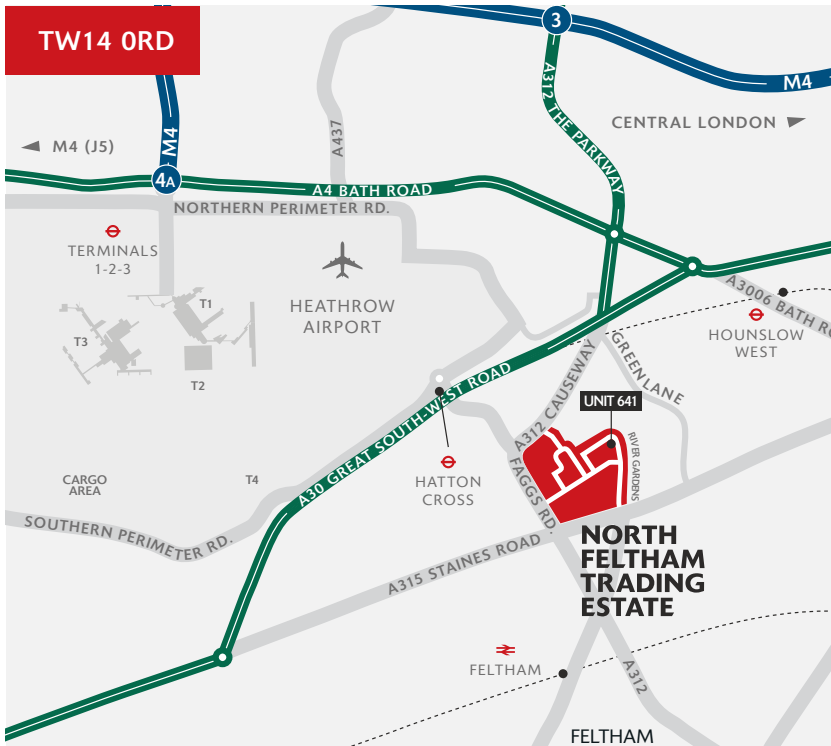 TW14 0RD
3
M4
A312 THE PARKWAY
CENTRAL LONDON
M4 (J5)
M4
A437
4A
A4 BATH ROAD
NORTHERN PERIMETER RD.
TERMINALS
1-2-3
A3006 BATH RO
HEATHROW
AIRPORT
T1
HOUNSLOW
WEST
T3
T2
GREEN LANE
A312 CAUSEWAY
UNIT 641
A30 GREAT SOUTH-WEST ROAD
RIVER GARDENS
HATTON
CROSS
FAGGS RD.
CARGO
AREA
T4
SOUTHERN PERIMETER RD.
NORTH
FELTHAM
TRADING
ESTATE
A315 STAINES ROAD
FELTHAM
A312
FELTHAM